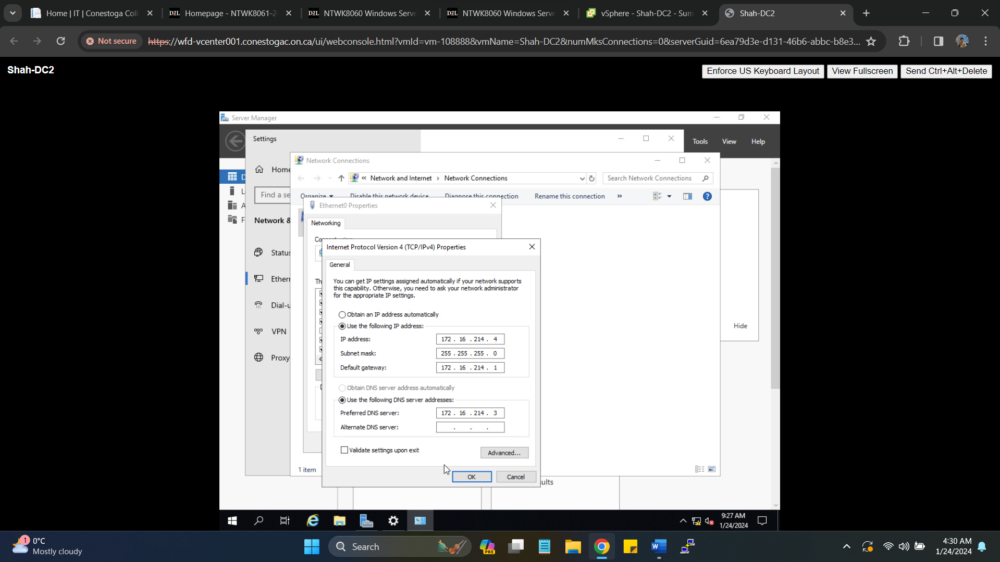 Home | IT | Conestoga Coll
Homepage - NTWK8061-2
NTWK8060 Windows Serve
NTWK8060 Windows Serve
vSphere - Shah-DC2 - Sum
Shah-DC2
Not secure
https://wfd-vcenter001.conestogac.on.ca/ui/webconsole.html?vmId=vm-108888&vmName=Shah-DC2&numMksConnections=0&serverGuid=6ea79d3e-d131-46b6-abbc-b8e3...
Shah-DC2
Enforce US Keyboard Layout
View Fullscreen
Send Ctrl+Alt+Delete
Server Manager
Tools
View
Help
Settings
Home
Find a se
Network &
Status
Ethern
Dial-u
VPN
Proxy
Network Connections
« Network and Internet › Network Connections
Search Network Connections
Organize
Disable this network device
Diagnose this connection
Rename this connection
»
Ethernet0 Properties
Networking
Connect using:
Th
Internet Protocol Version 4 (TCP/IPv4) Properties
General
You can get IP settings assigned automatically if your network supports
this capability. Otherwise, you need to ask your network administrator
for the appropriate IP settings.
Obtain an IP address automatically
Use the following IP address:
IP address: 172 . 16 . 214 . 4
Subnet mask: 255 . 255 . 255 . 0
Default gateway: 172 . 16 . 214 . 1
Obtain DNS server address automatically
Use the following DNS server addresses:
Preferred DNS server: 172 . 16 . 214 . 3
Alternate DNS server: . . .
Validate settings upon exit
Advanced...
OK
Cancel
Hide
1 item
ults
9:27 AM
1/24/2024
1
0°C
Mostly cloudy
Search
PRE
4:30 AM
1/24/2024